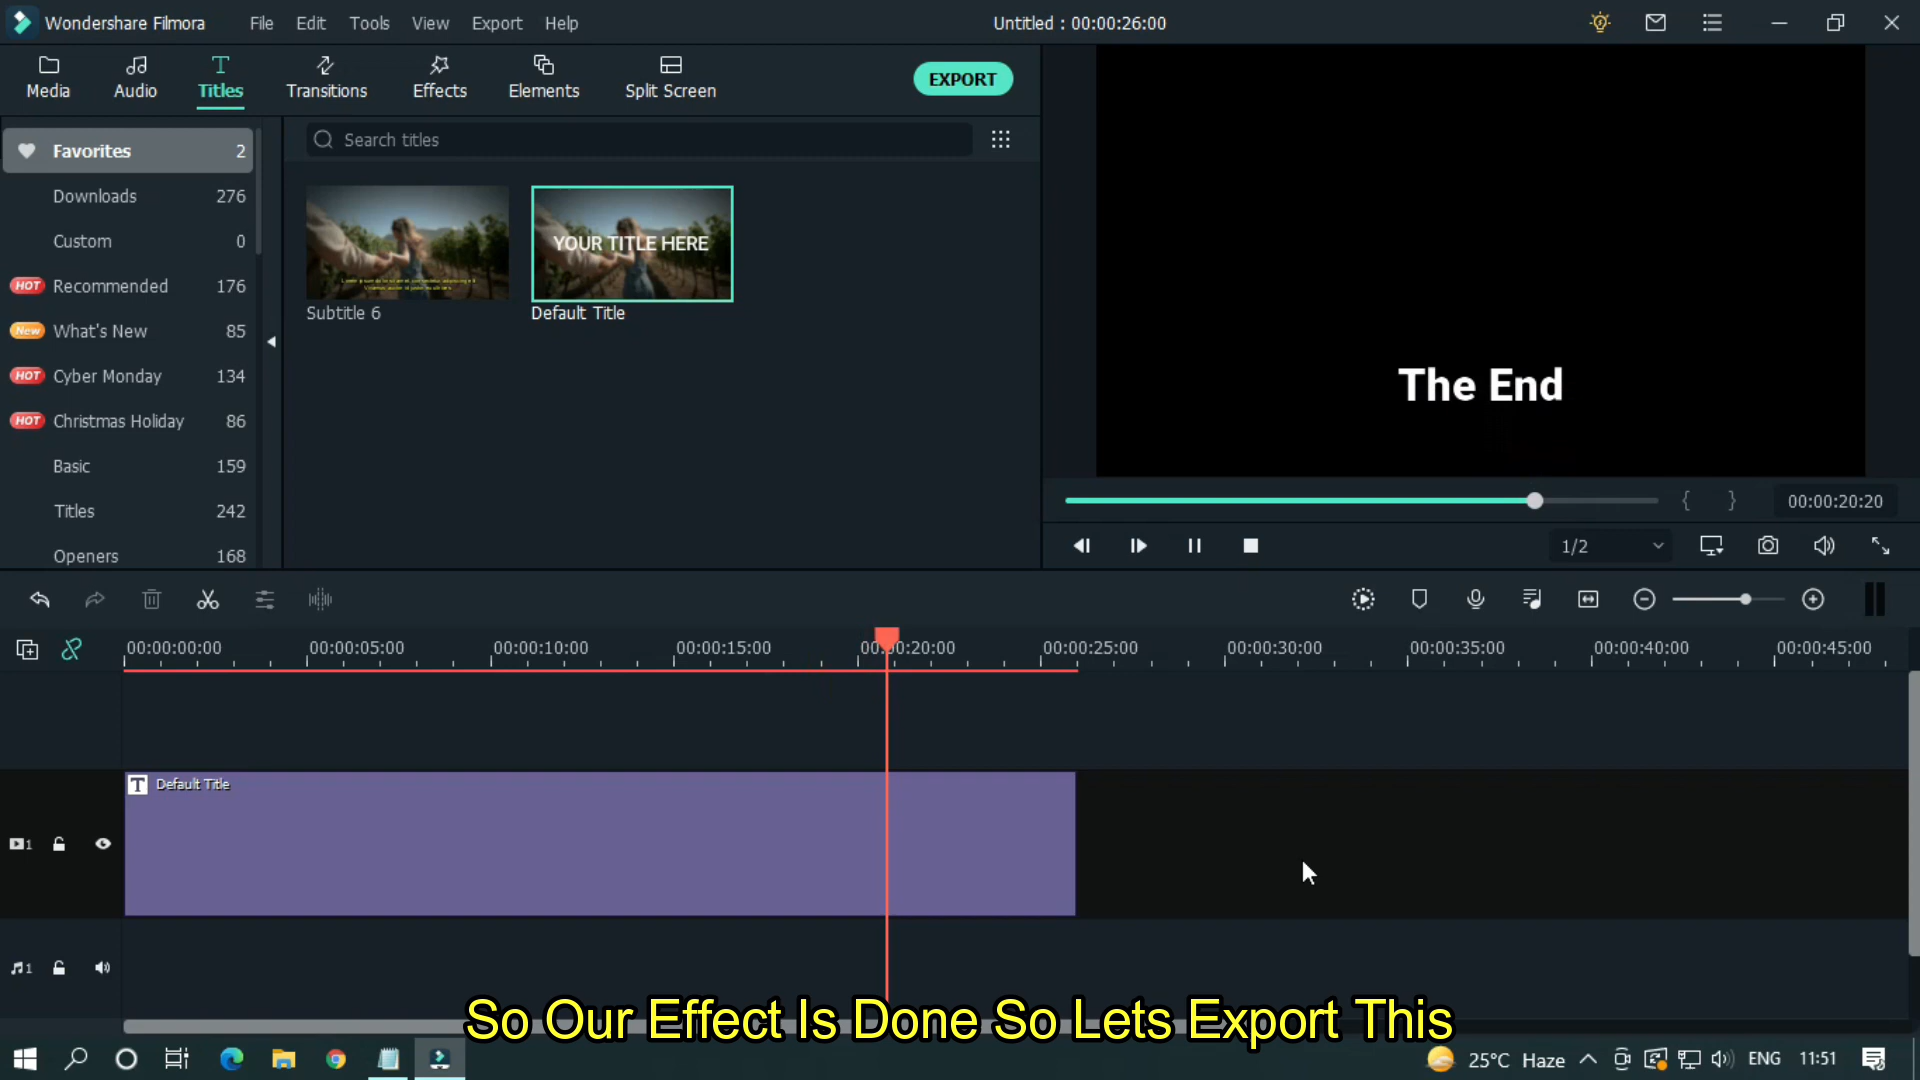 Wondershare Filmora File Edit Tools View Export Help Untitled : 00:00:26:00
Media Audio Titles Transitions Effects Elements Split Screen EXPORT
Favorites 2
Downloads 276
Custom 0
HOT Recommended 176
New What's New 85
HOT Cyber Monday 134
HOT Christmas Holiday 86
Basic 159
Titles 242
Openers 168
Search titles
YOUR TITLE HERE
Subtitle 6 Default Title
The End
{ } 00:00:20:20
1/2
00:00:00:00 00:00:05:00 00:00:10:00 00:00:15:00 00:00:20:00 00:00:25:00 00:00:30:00 00:00:35:00 00:00:40:00 00:00:45:00
T Default Title
1
1
So Our Effect Is Done So Lets Export This
25°C Haze ENG 11:51